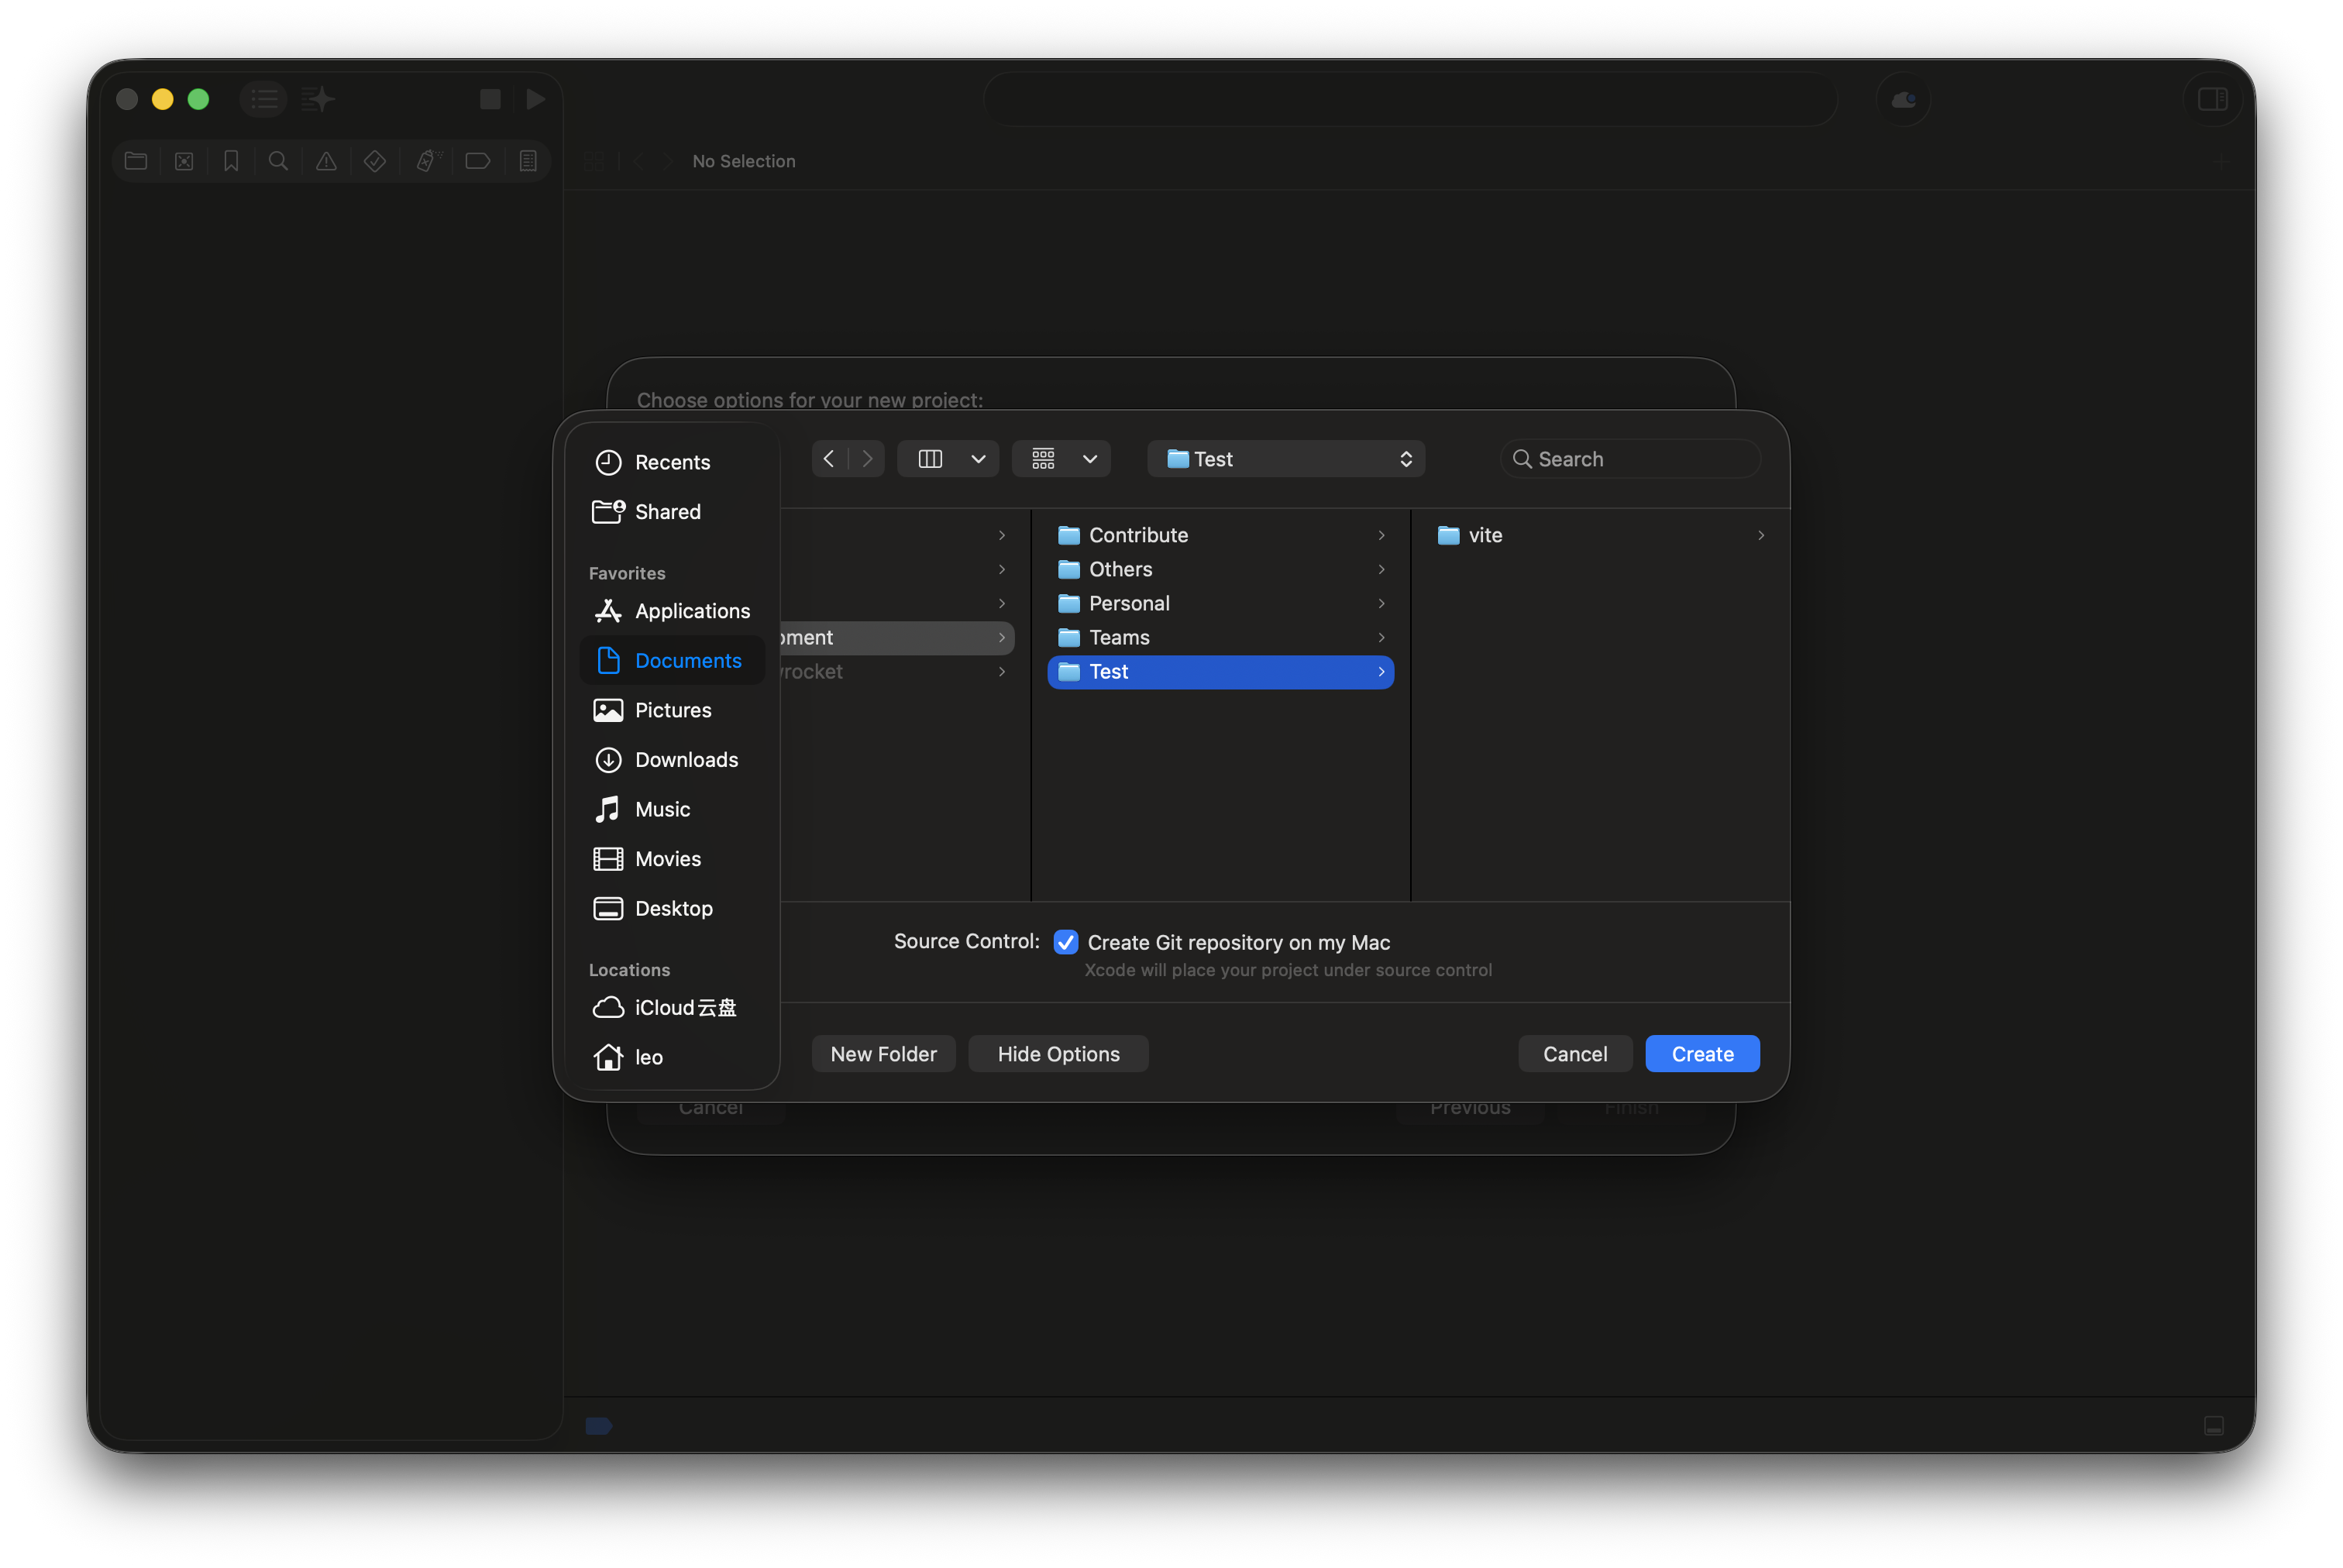 No Selection
Choose options for your new project:
Recents
Shared
Favorites
Applications
Documents
Pictures
Downloads
Music
Movies
Desktop
Locations
iCloud云盘
leo
Test
Search
pment
rocket
Contribute
Others
Personal
Teams
Test
vite
Source Control:
Create Git repository on my Mac
Xcode will place your project under source control
New Folder
Hide Options
Cancel
Create
Cancel
Previous
Finish